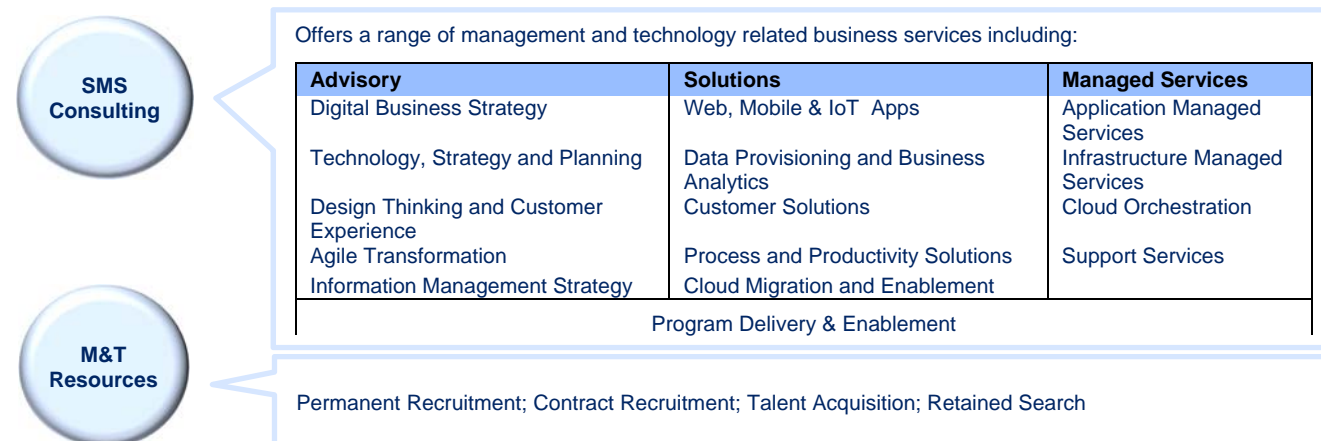 SMS
Consulting
Offers a range of management and technology related business services including:
Advisory Solutions Managed Services
Digital Business Strategy Web, Mobile & IoT Apps Application Managed
Services
Technology, Strategy and Planning Data Provisioning and Business Infrastructure Managed
Analytics Services
Design Thinking and Customer Customer Solutions Cloud Orchestration
Experience
Agile Transformation Process and Productivity Solutions Support Services
Information Management Strategy Cloud Migration and Enablement
Program Delivery & Enablement
M&T
Resources
Permanent Recruitment; Contract Recruitment; Talent Acquisition; Retained Search